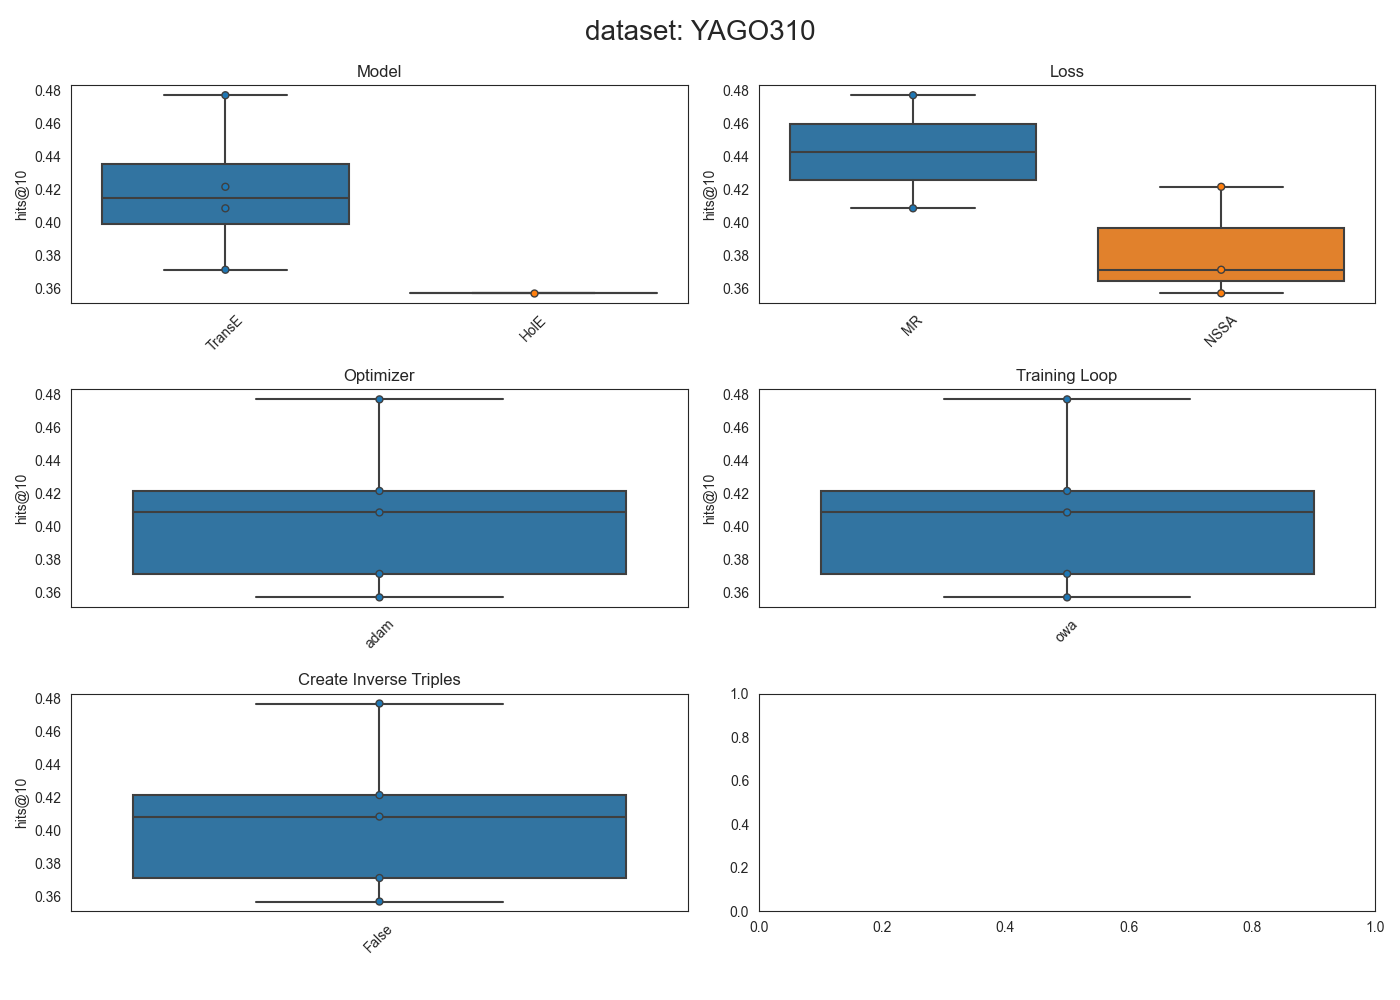 dataset: YAGO310
Model
hits@10
0.48
0.46
0.44
0.42
0.40
0.38
0.36
TransE
HolE
Loss
hits@10
0.48
0.46
0.44
0.42
0.40
0.38
0.36
MR
NSSA
Optimizer
hits@10
0.48
0.46
0.44
0.42
0.40
0.38
0.36
adam
Training Loop
hits@10
0.48
0.46
0.44
0.42
0.40
0.38
0.36
owa
Create Inverse Triples
hits@10
0.48
0.46
0.44
0.42
0.40
0.38
0.36
False
1.0
0.8
0.6
0.4
0.2
0.0
0.0 0.2 0.4 0.6 0.8 1.0